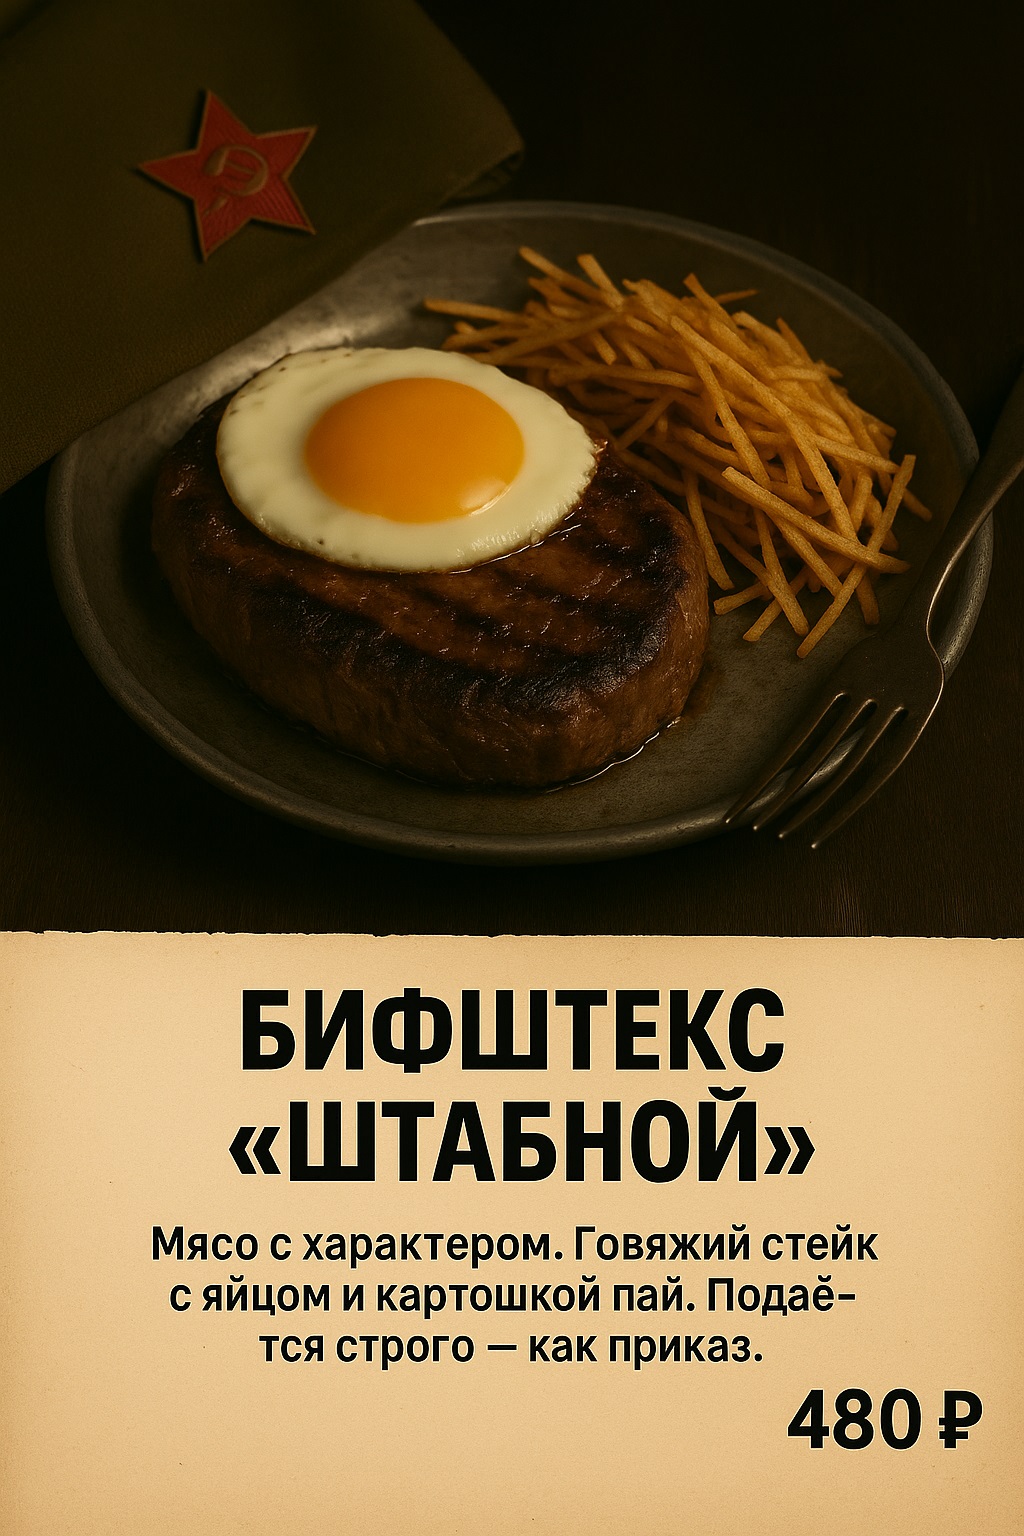 БИФШТЕКС
«ШТАБНОЙ»
Мясо с характером. Говяжий стейк
с яйцом и картошкой пай. Подаё-
тся строго – как приказ.
480 ₽